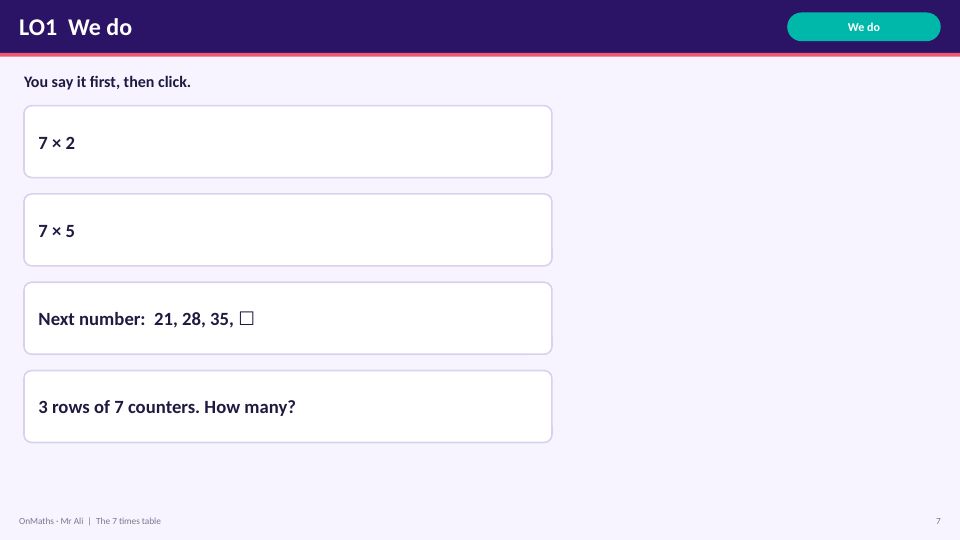 LO1  We do
We do
You say it first, then click.
7 × 2
7 × 5
Next number:  21, 28, 35, ☐
3 rows of 7 counters. How many?
OnMaths - Mr Ali  |  The 7 times table
7